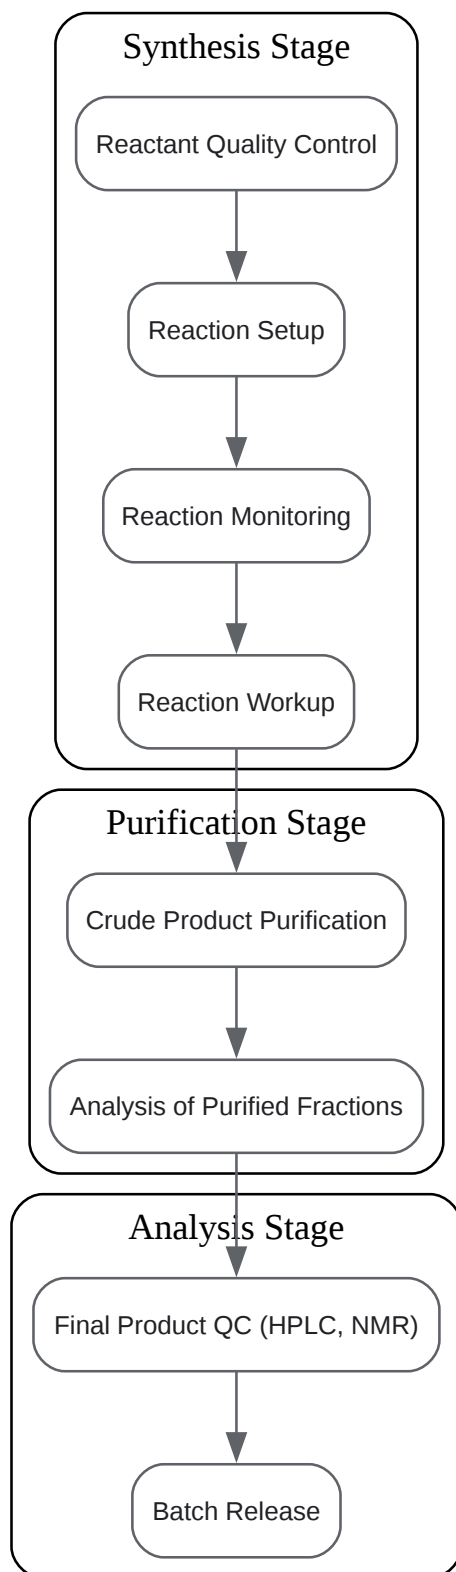 Synthesis Stage
Reactant Quality Control
Reaction Setup
Reaction Monitoring
Reaction Workup
Purification Stage
Crude Product Purification
Analysis of Purified Fractions
Analysis Stage
Final Product QC (HPLC, NMR)
Batch Release